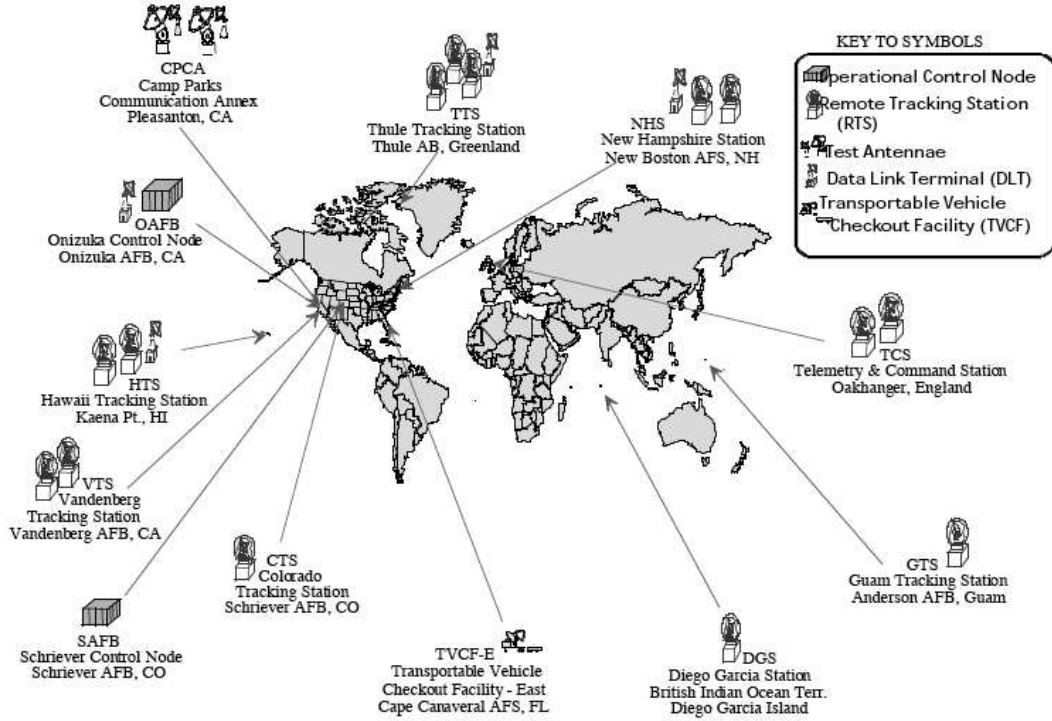 CPCA
Camp Parks
Communication Annex
Pleasanton, CA
TTS
Thule Tracking Station
Thule AB, Greenland
NHS
New Hampshire Station
New Boston AFS, NH
KEY TO SYMBOLS
Operational Control Node
Remote Tracking Station
(RTS)
Test Antennae
Data Link Terminal (DLT)
Transportable Vehicle
Checkout Facility (TVCF)
OAFB
Onizuka Control Node
Onizuka AFB, CA
HTS
Hawaii Tracking Station
Kaena Pt., HI
TCS
Telemetry & Command Station
Oakhanger, England
VTS
Vandenberg
Tracking Station
Vandenberg AFB, CA
CTS
Colorado
Tracking Station
Schriever AFB, CO
GTS
Guam Tracking Station
Anderson AFB, Guam
SAFB
Schriever Control Node
Schriever AFB, CO
TVCF-E
Transportable Vehicle
Checkout Facility - East
Cape Canaveral AFS, FL
DGS
Diego Garcia Station
British Indian Ocean Terr.
Diego Garcia Island